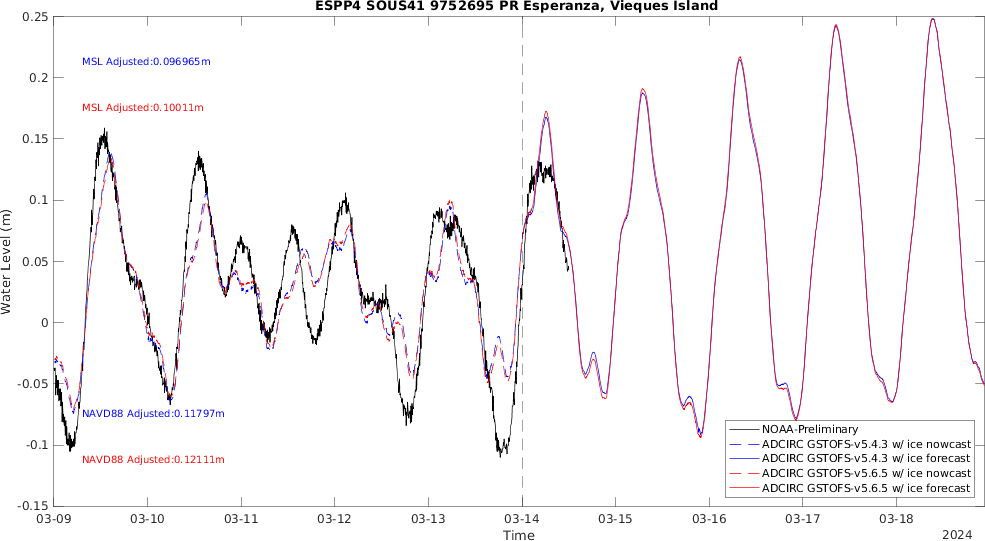 ESPP4 SOUS41 9752695 PR Esperanza, Vieques Island
0.25
0.2
0.15
0.1
0.05
0
-0.05
-0.1
-0.15
Water Level (m)
MSL Adjusted:0.096965m
MSL Adjusted:0.10011m
NAVD88 Adjusted:0.11797m
NAVD88 Adjusted:0.12111m
NOAA-Preliminary
ADCIRC GSTOFS-v5.4.3 w/ ice nowcast
ADCIRC GSTOFS-v5.4.3 w/ ice forecast
ADCIRC GSTOFS-v5.6.5 w/ ice nowcast
ADCIRC GSTOFS-v5.6.5 w/ ice forecast
03-09 03-10 03-11 03-12 03-13 03-14 03-15 03-16 03-17 03-18
Time
2024